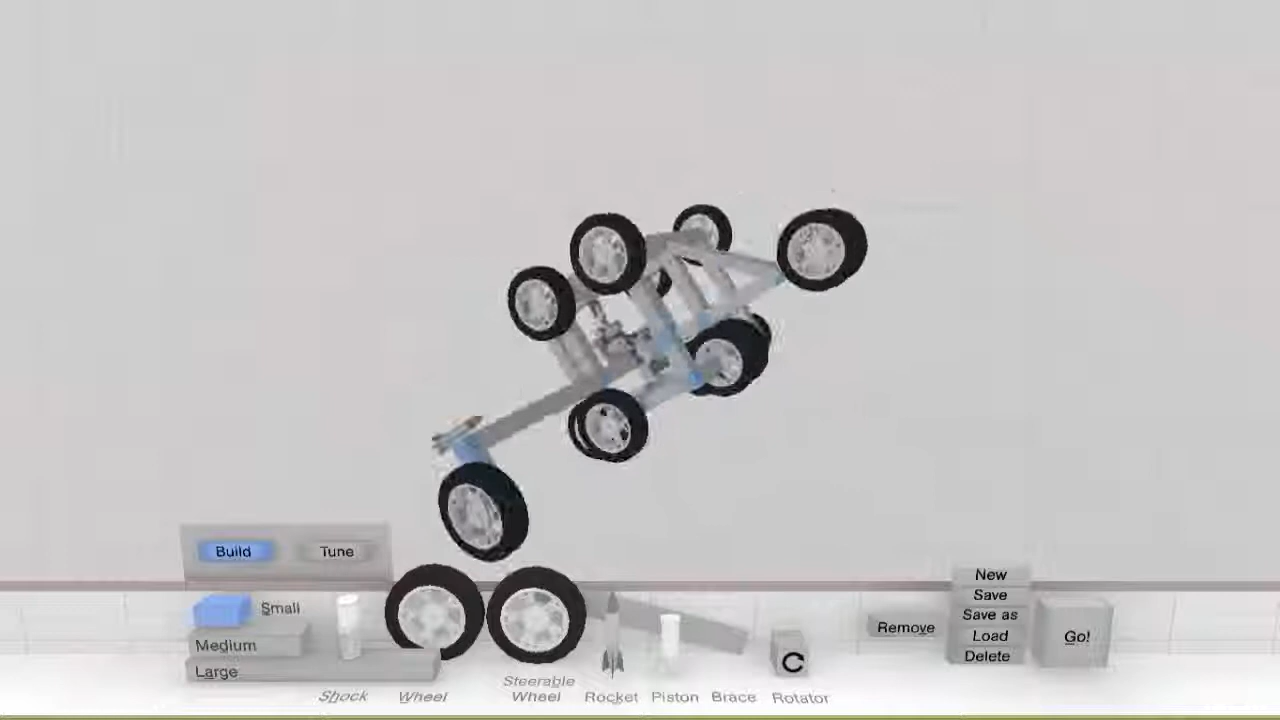 Build
Tune
Small
Medium
Large
Shock
Wheel
Steerable
Wheel
Rocket
Piston
Brace
C
Rotator
Remove
New
Save
Save as
Load
Delete
Go!